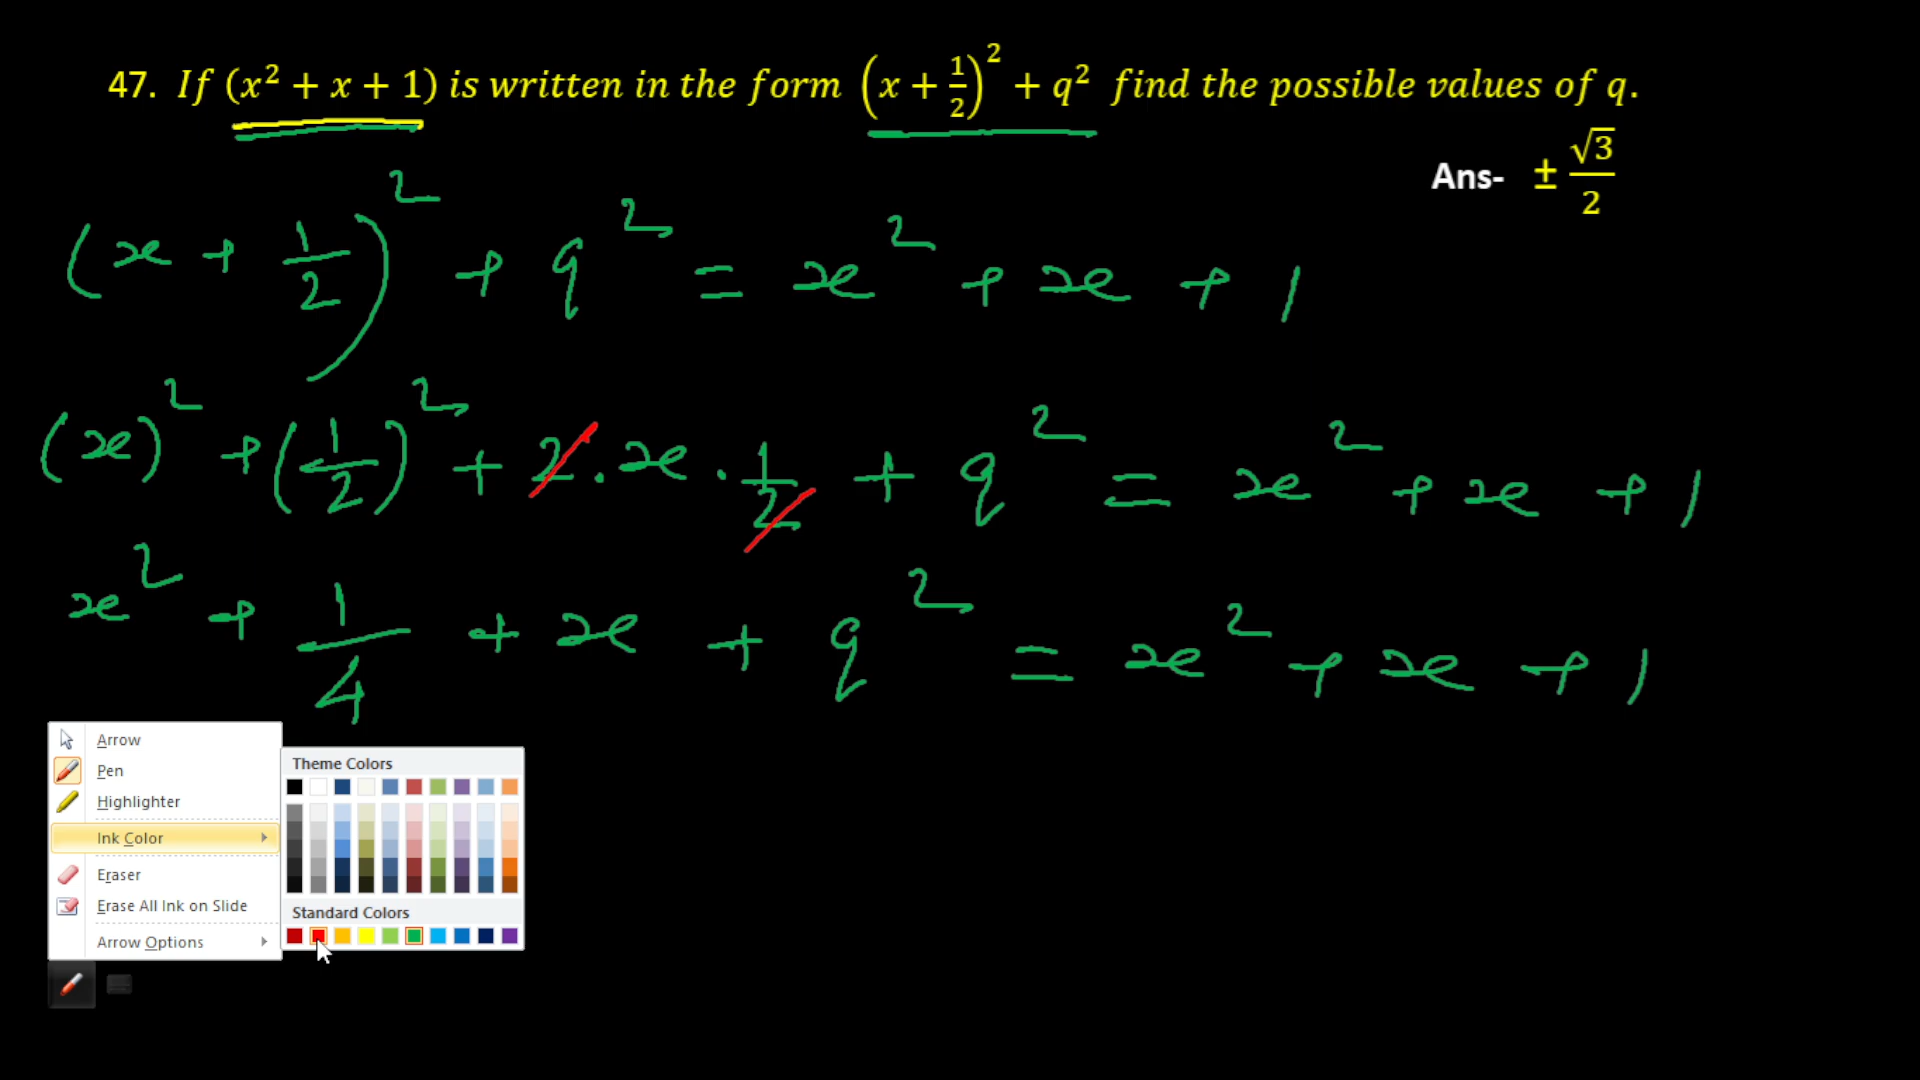 47. If (x² + x + 1) is written in the form (x + 1/2)² + q² find the possible values of q.
Ans- ± √3/2
(x + 1/2)² + q² = x² + x + 1
(x)² + (1/2)² + 2 . x . 1/2 + q² = x² + x + 1
x² + 1/4 + x + q² = x² + x + 1
Arrow
Pen
Highlighter
Ink Color
Eraser
Erase All Ink on Slide
Arrow Options
Theme Colors
Standard Colors